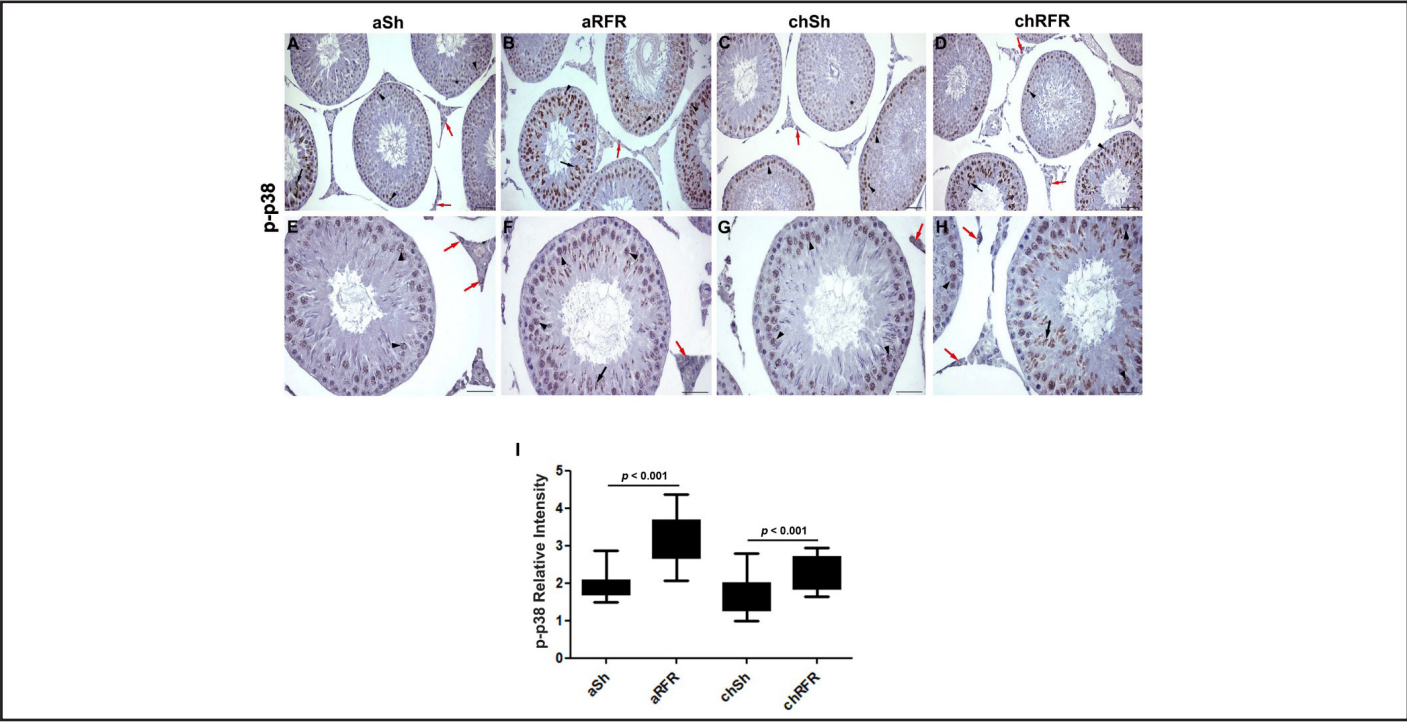 aSh aRFR chSh chRFR
A B C D
p-p38
E F G H
I
p-p38 Relative Intensity
5
4
3
2
1
0
p < 0.001
p < 0.001
aSh aRFR chSh chRFR